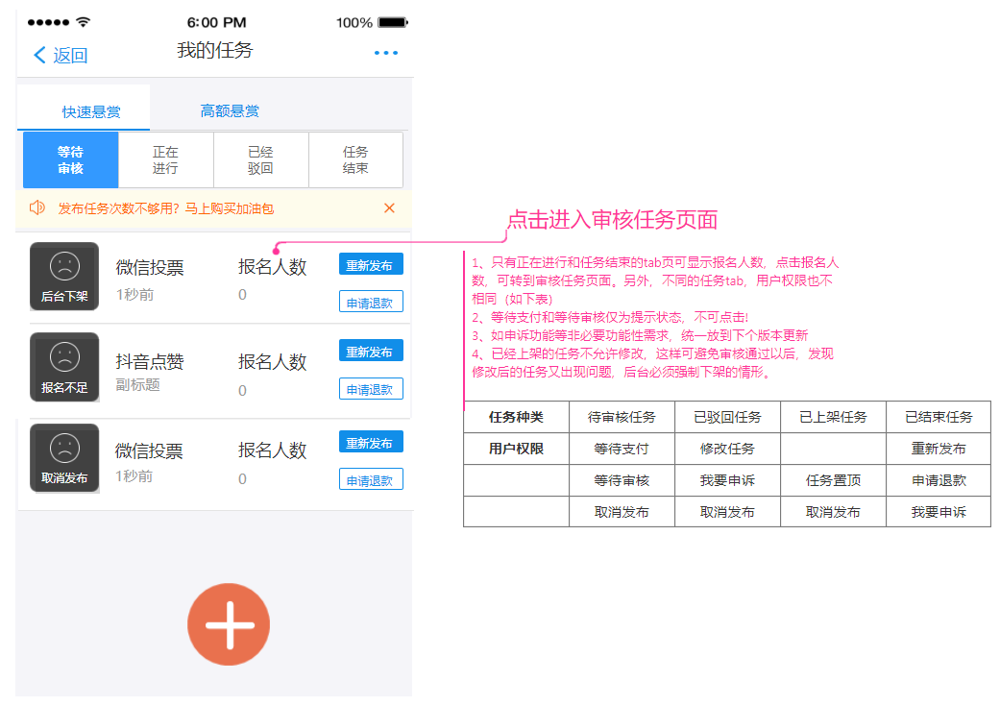 6:00 PM
100%
返回
我的任务
快速悬赏
高额悬赏
等待
审核
正在
进行
已经
驳回
任务
结束
发布任务次数不够用？马上购买加油包
后台下架
微信投票
1秒前
报名人数
0
重新发布
申请退款
报名不足
抖音点赞
副标题
报名人数
0
重新发布
申请退款
取消发布
微信投票
1秒前
报名人数
0
重新发布
申请退款
点击进入审核任务页面
1、只有正在进行和任务结束的tab页可显示报名人数，点击报名人
数，可转到审核任务页面。另外，不同的任务tab，用户权限也不
相同（如下表）
2、等待支付和等待审核仅为提示状态，不可点击！
3、如申诉功能等非必要功能性需求，统一放到下个版本更新
4、已经上架的任务不允许修改，这样可避免审核通过以后，发现
修改后的任务又出现问题，后台必须强制下架的情形。
任务种类 待审核任务 已驳回任务 已上架任务 已结束任务
用户权限 等待支付 修改任务 重新发布
等待审核 我要申诉 任务置顶 申请退款
取消发布 取消发布 取消发布 我要申诉